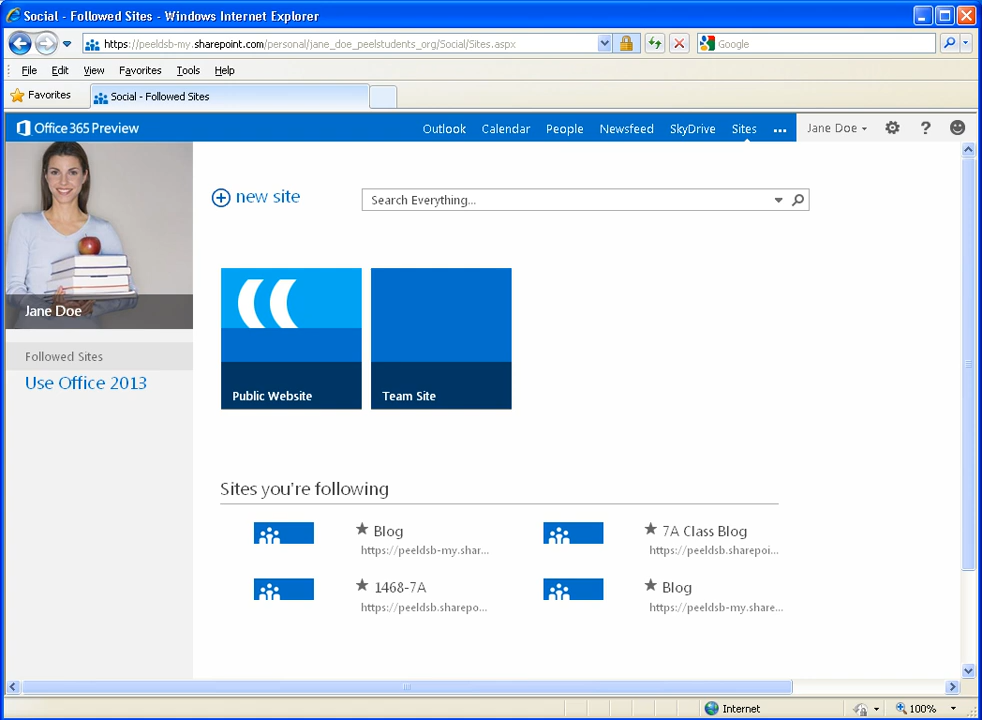 Social - Followed Sites - Windows Internet Explorer
https://peeldsb-my.sharepoint.com/personal/jane_doe_peelstudents_org/Social/Sites.aspx
Google
File Edit View Favorites Tools Help
Favorites
Social - Followed Sites
Office 365 Preview
Outlook Calendar People Newsfeed SkyDrive Sites ... Jane Doe ?
new site
Search Everything...
Jane Doe
Followed Sites
Use Office 2013
Public Website
Team Site
Sites you're following
Blog
https://peeldsb-my.shar...
7A Class Blog
https://peeldsb.sharepoi...
1468-7A
https://peeldsb.sharepo...
Blog
https://peeldsb-my.share...
Internet
100%